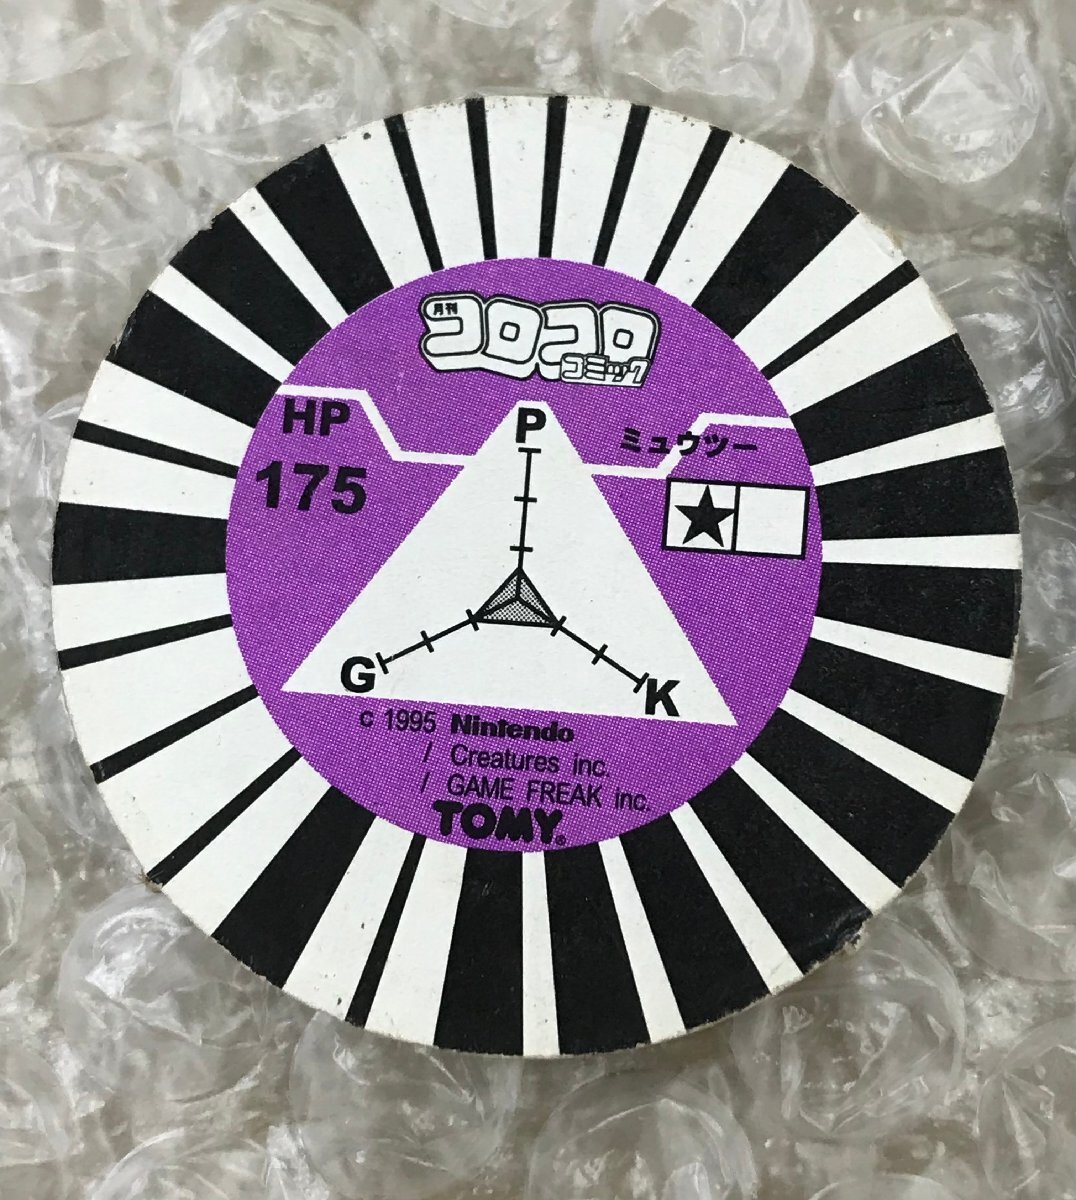 月刊
コロコロ
コミック
HP
175
P
ミュウツー
G
K
c 1995 Nintendo
/ Creatures inc.
/ GAME FREAK inc.
TOMY®